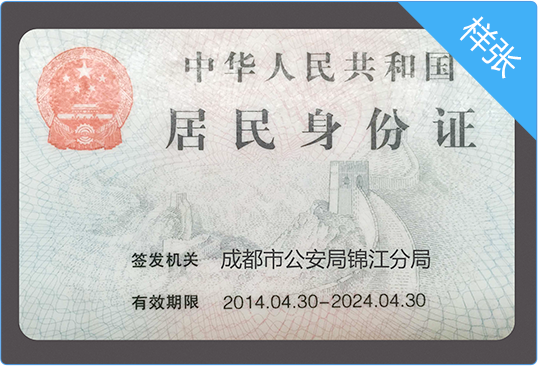 样张
中华人民共和国
居民身份证
签发机关 成都市公安局锦江分局
有效期限 2014.04.30-2024.04.30